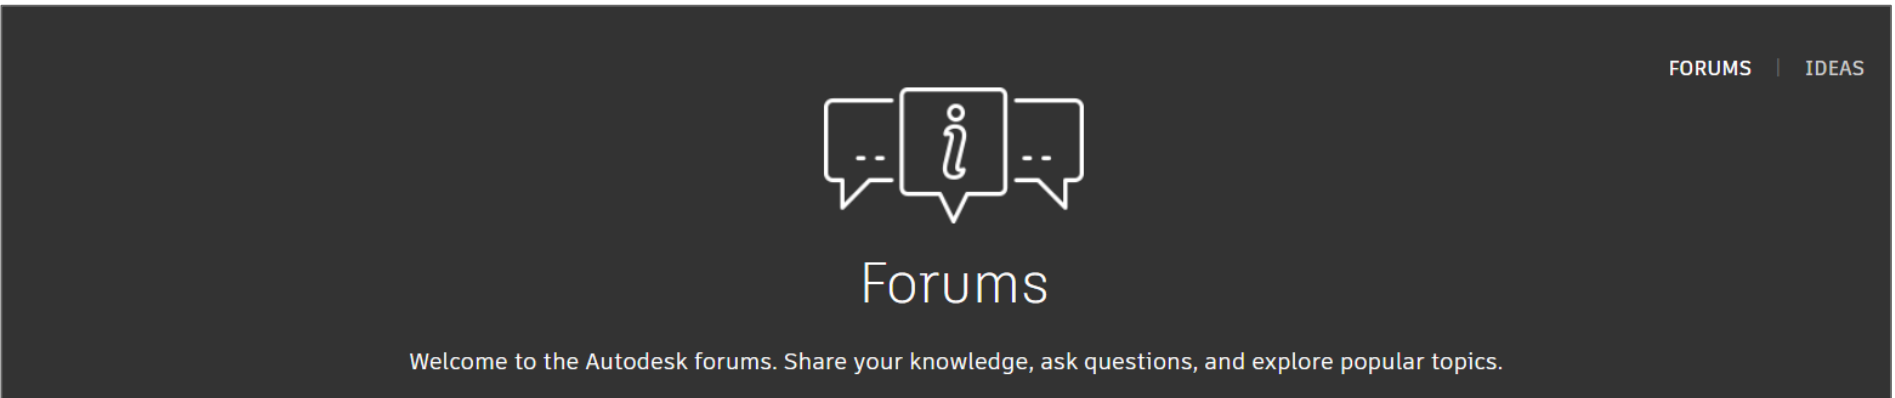 FORUMS | IDEAS
i
Forums
Welcome to the Autodesk forums. Share your knowledge, ask questions, and explore popular topics.